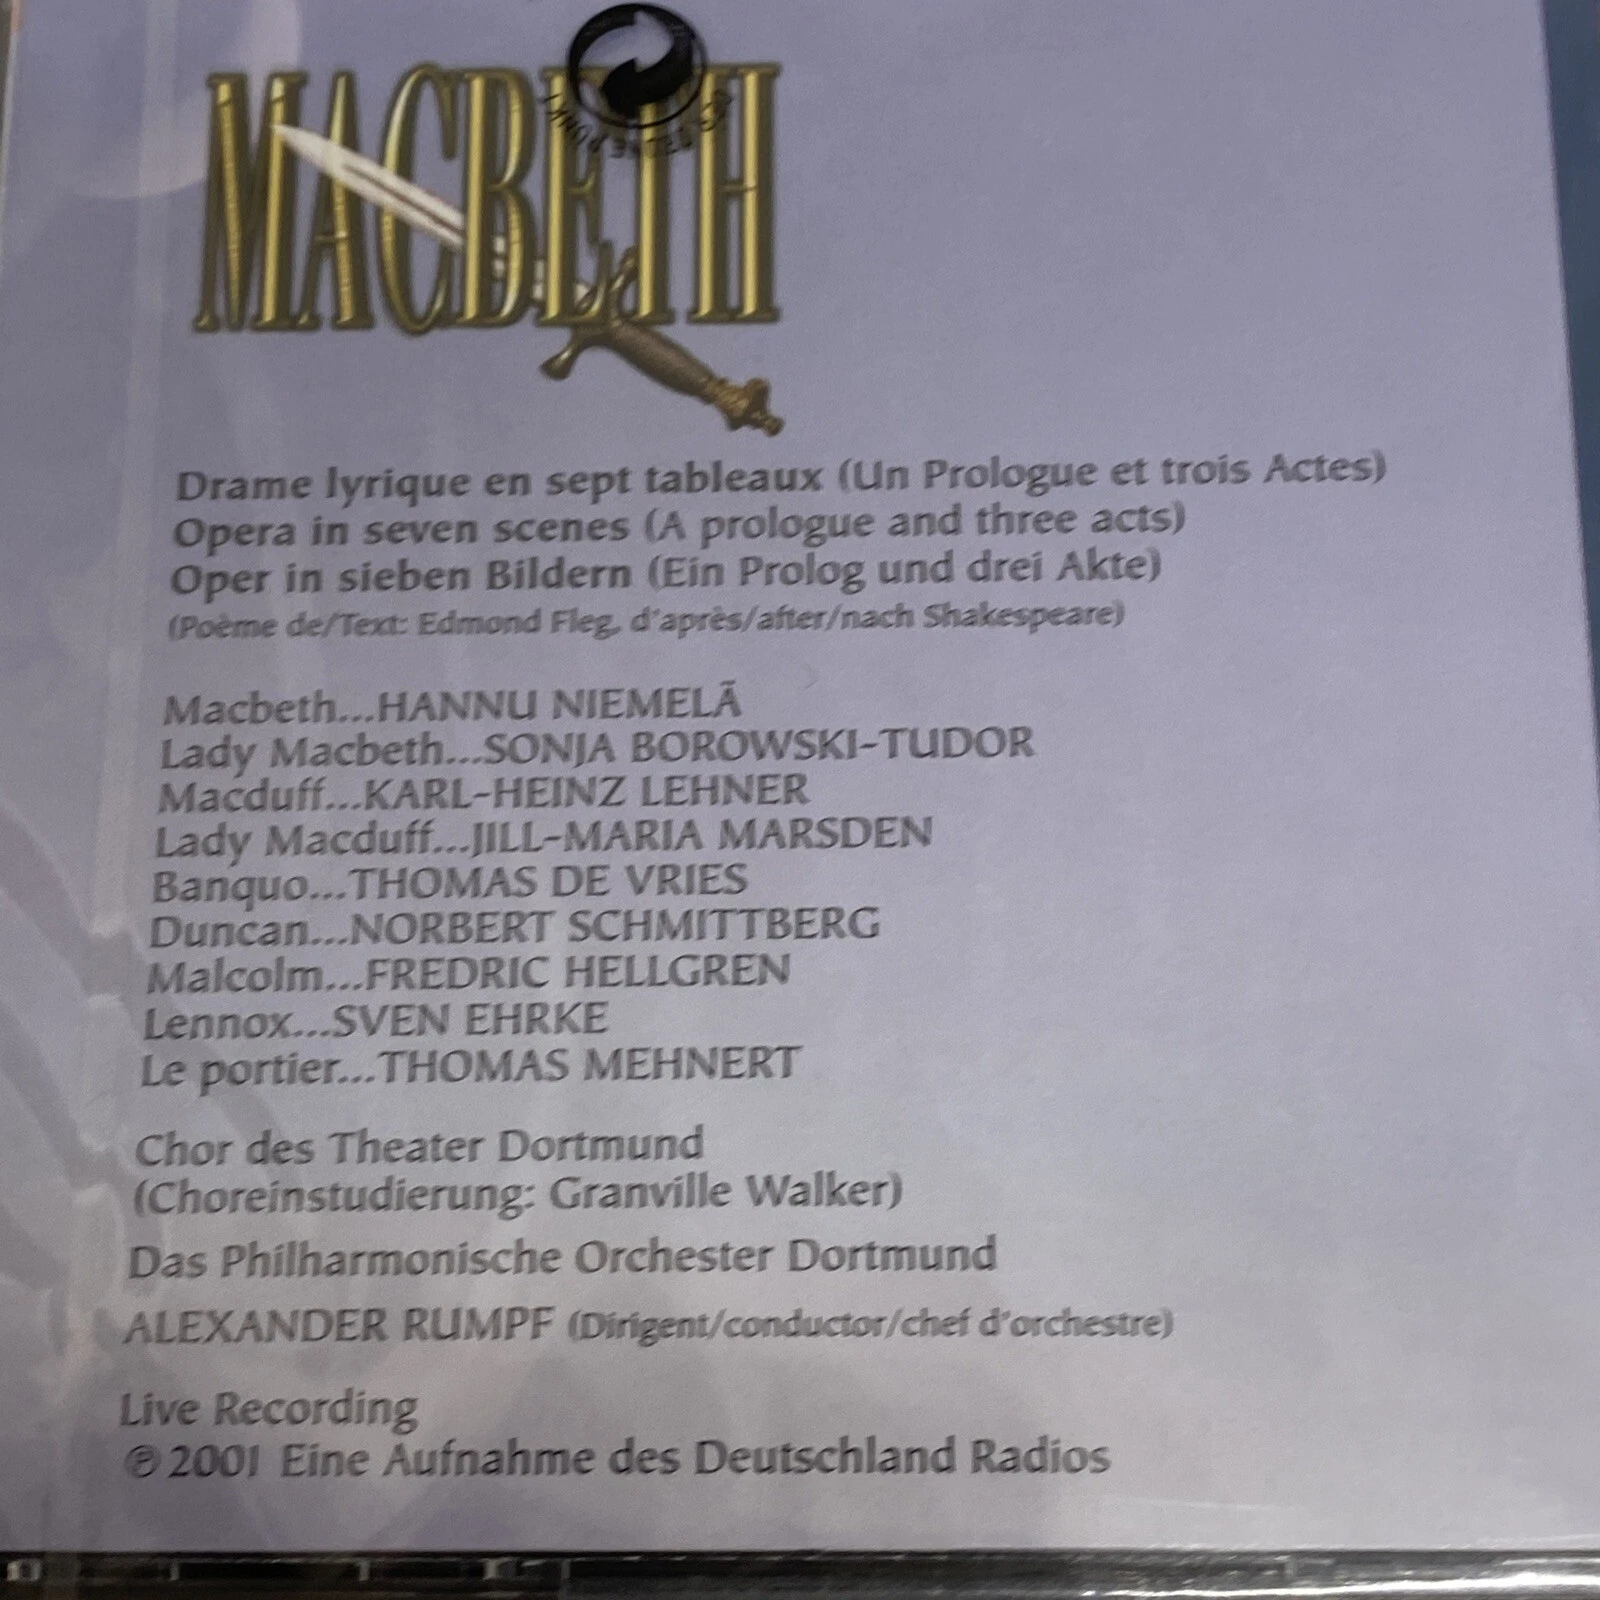 MACBETH
DER GRÜNE PUNKT
Drame lyrique en sept tableaux (Un Prologue et trois Actes)
Opera in seven scenes (A prologue and three acts)
Oper in sieben Bildern (Ein Prolog und drei Akte)
(Poème de/Text: Edmond Fleg, d'après/after/nach Shakespeare)
Macbeth...HANNU NIEMELÃ
Lady Macbeth...SONJA BOROWSKI-TUDOR
Macduff...KARL-HEINZ LEHNER
Lady Macduff...JILL-MARIA MARSDEN
Banquo...THOMAS DE VRIES
Duncan...NORBERT SCHMITTBERG
Malcolm...FREDRIC HELLGREN
Lennox...SVEN EHRKE
Le portier...THOMAS MEHNERT
Chor des Theater Dortmund
(Choreinstudierung: Granville Walker)
Das Philharmonische Orchester Dortmund
ALEXANDER RUMPF (Dirigent/conductor/chef d'orchestre)
Live Recording
℗ 2001 Eine Aufnahme des Deutschland Radios